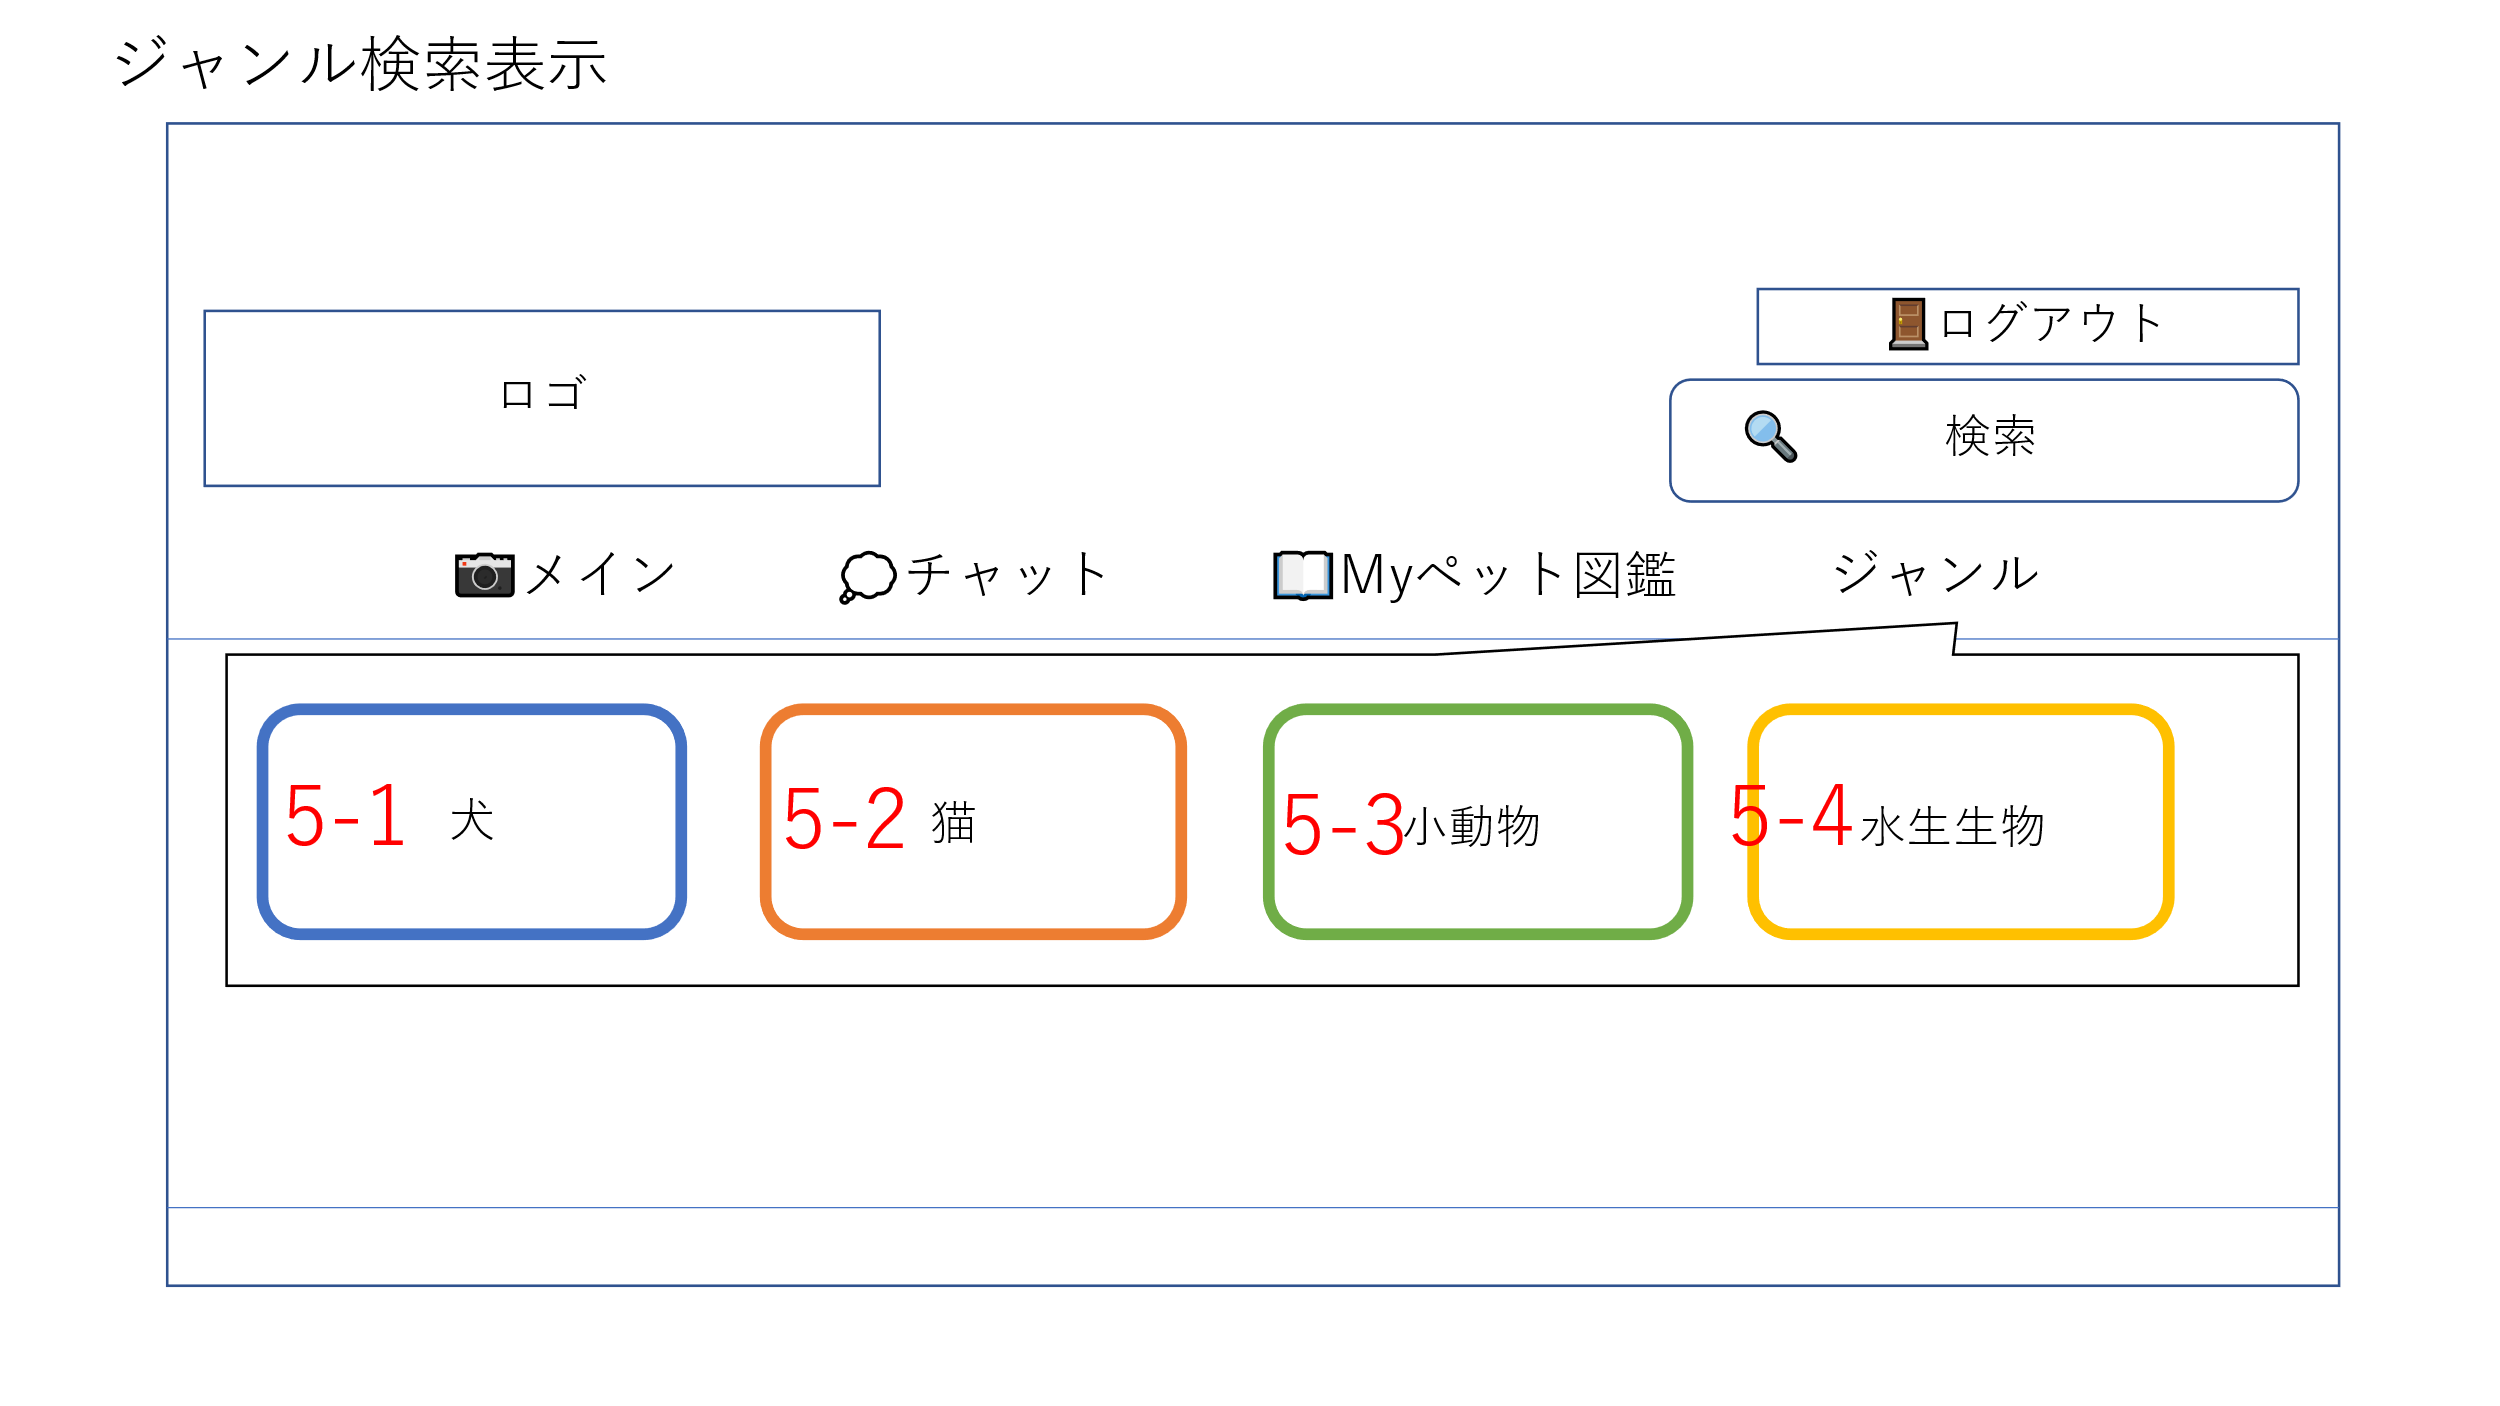 ジャンル検索表示
🚪ログアウト
ロゴ
🔍 検索
📷メイン 💭チャット 📖Myペット図鑑 ジャンル
5-1 犬 5-2 猫 5-3小動物 5-4水生生物